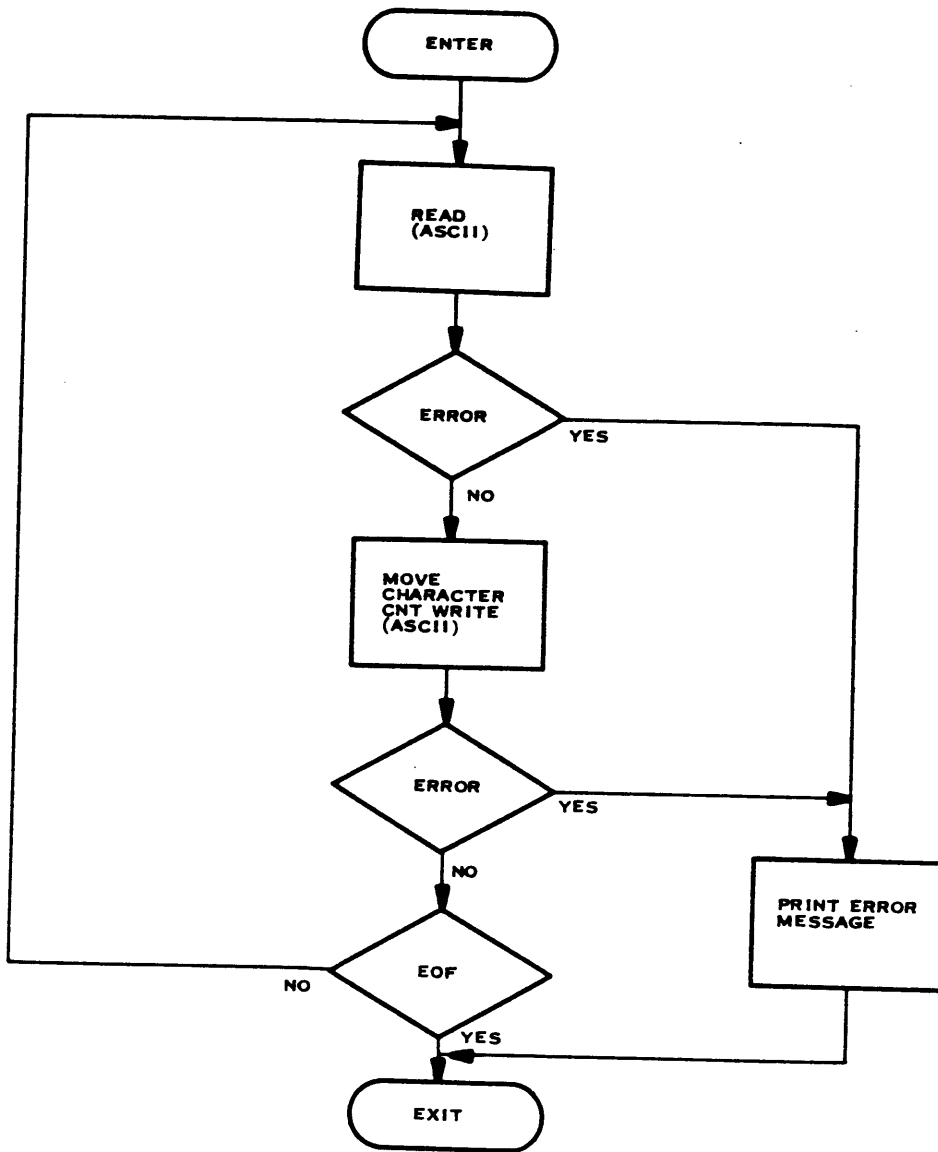 ENTER
READ
(ASCII)
ERROR
YES
NO
MOVE
CHARACTER
CNT WRITE
(ASCII)
ERROR
YES
NO
PRINT ERROR
MESSAGE
EOF
NO
YES
EXIT